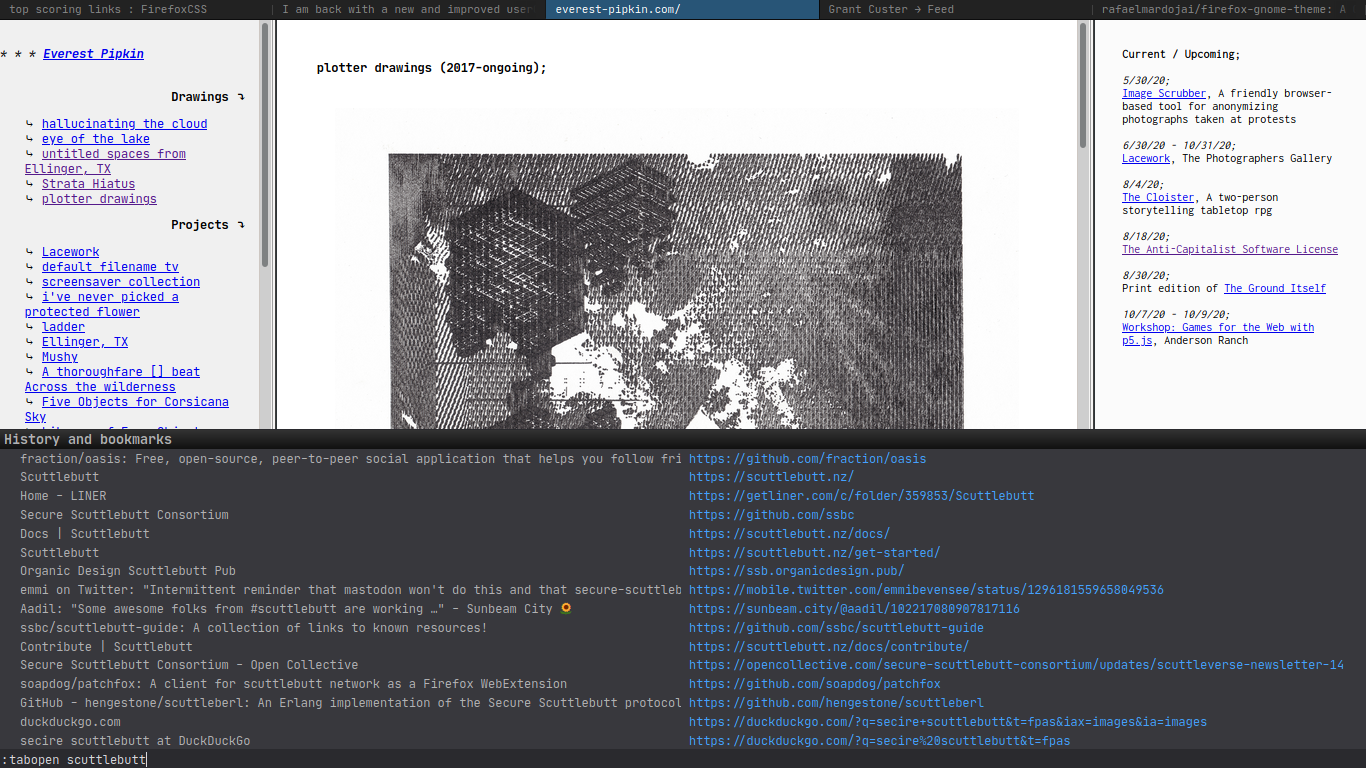 top scoring links : FirefoxCSS
I am back with a new and improved user
everest-pipkin.com/
Grant Custer → Feed
rafaelmardojai/firefox-gnome-theme: A
* * * Everest Pipkin
Drawings ⤵
↳ hallucinating the cloud
↳ eye of the lake
↳ untitled spaces from
Ellinger, TX
↳ Strata Hiatus
↳ plotter drawings
Projects ⤵
↳ Lacework
↳ default filename tv
↳ screensaver collection
↳ i've never picked a
protected flower
↳ ladder
↳ Ellinger, TX
↳ Mushy
↳ A thoroughfare [] beat
Across the wilderness
↳ Five Objects for Corsicana
Sky
plotter drawings (2017-ongoing);
Current / Upcoming;
5/30/20;
Image Scrubber, A friendly browser-
based tool for anonymizing
photographs taken at protests
6/30/20 - 10/31/20;
Lacework, The Photographers Gallery
8/4/20;
The Cloister, A two-person
storytelling tabletop rpg
8/18/20;
The Anti-Capitalist Software License
8/30/20;
Print edition of The Ground Itself
10/7/20 - 10/9/20;
Workshop: Games for the Web with
p5.js, Anderson Ranch
History and bookmarks
fraction/oasis: Free, open-source, peer-to-peer social application that helps you follow fri https://github.com/fraction/oasis
Scuttlebutt https://scuttlebutt.nz/
Home - LINER https://getliner.com/c/folder/359853/Scuttlebutt
Secure Scuttlebutt Consortium https://github.com/ssbc
Docs | Scuttlebutt https://scuttlebutt.nz/docs/
Scuttlebutt https://scuttlebutt.nz/get-started/
Organic Design Scuttlebutt Pub https://ssb.organicdesign.pub/
emmi on Twitter: "Intermittent reminder that mastodon won't do this and that secure-scuttleb https://mobile.twitter.com/emmibevensee/status/1296181559658049536
Aadil: "Some awesome folks from #scuttlebutt are working …" - Sunbeam City 🌻 https://sunbeam.city/@aadil/102217080907817116
ssbc/scuttlebutt-guide: A collection of links to known resources! https://github.com/ssbc/scuttlebutt-guide
Contribute | Scuttlebutt https://scuttlebutt.nz/docs/contribute/
Secure Scuttlebutt Consortium - Open Collective https://opencollective.com/secure-scuttlebutt-consortium/updates/scuttleverse-newsletter-14
soapdog/patchfox: A client for scuttlebutt network as a Firefox WebExtension https://github.com/soapdog/patchfox
GitHub - hengestone/scuttleberl: An Erlang implementation of the Secure Scuttlebutt protocol https://github.com/hengestone/scuttleberl
duckduckgo.com https://duckduckgo.com/?q=secire+scuttlebutt&t=fpas&iax=images&ia=images
secire scuttlebutt at DuckDuckGo https://duckduckgo.com/?q=secire%20scuttlebutt&t=fpas
:tabopen scuttlebutt